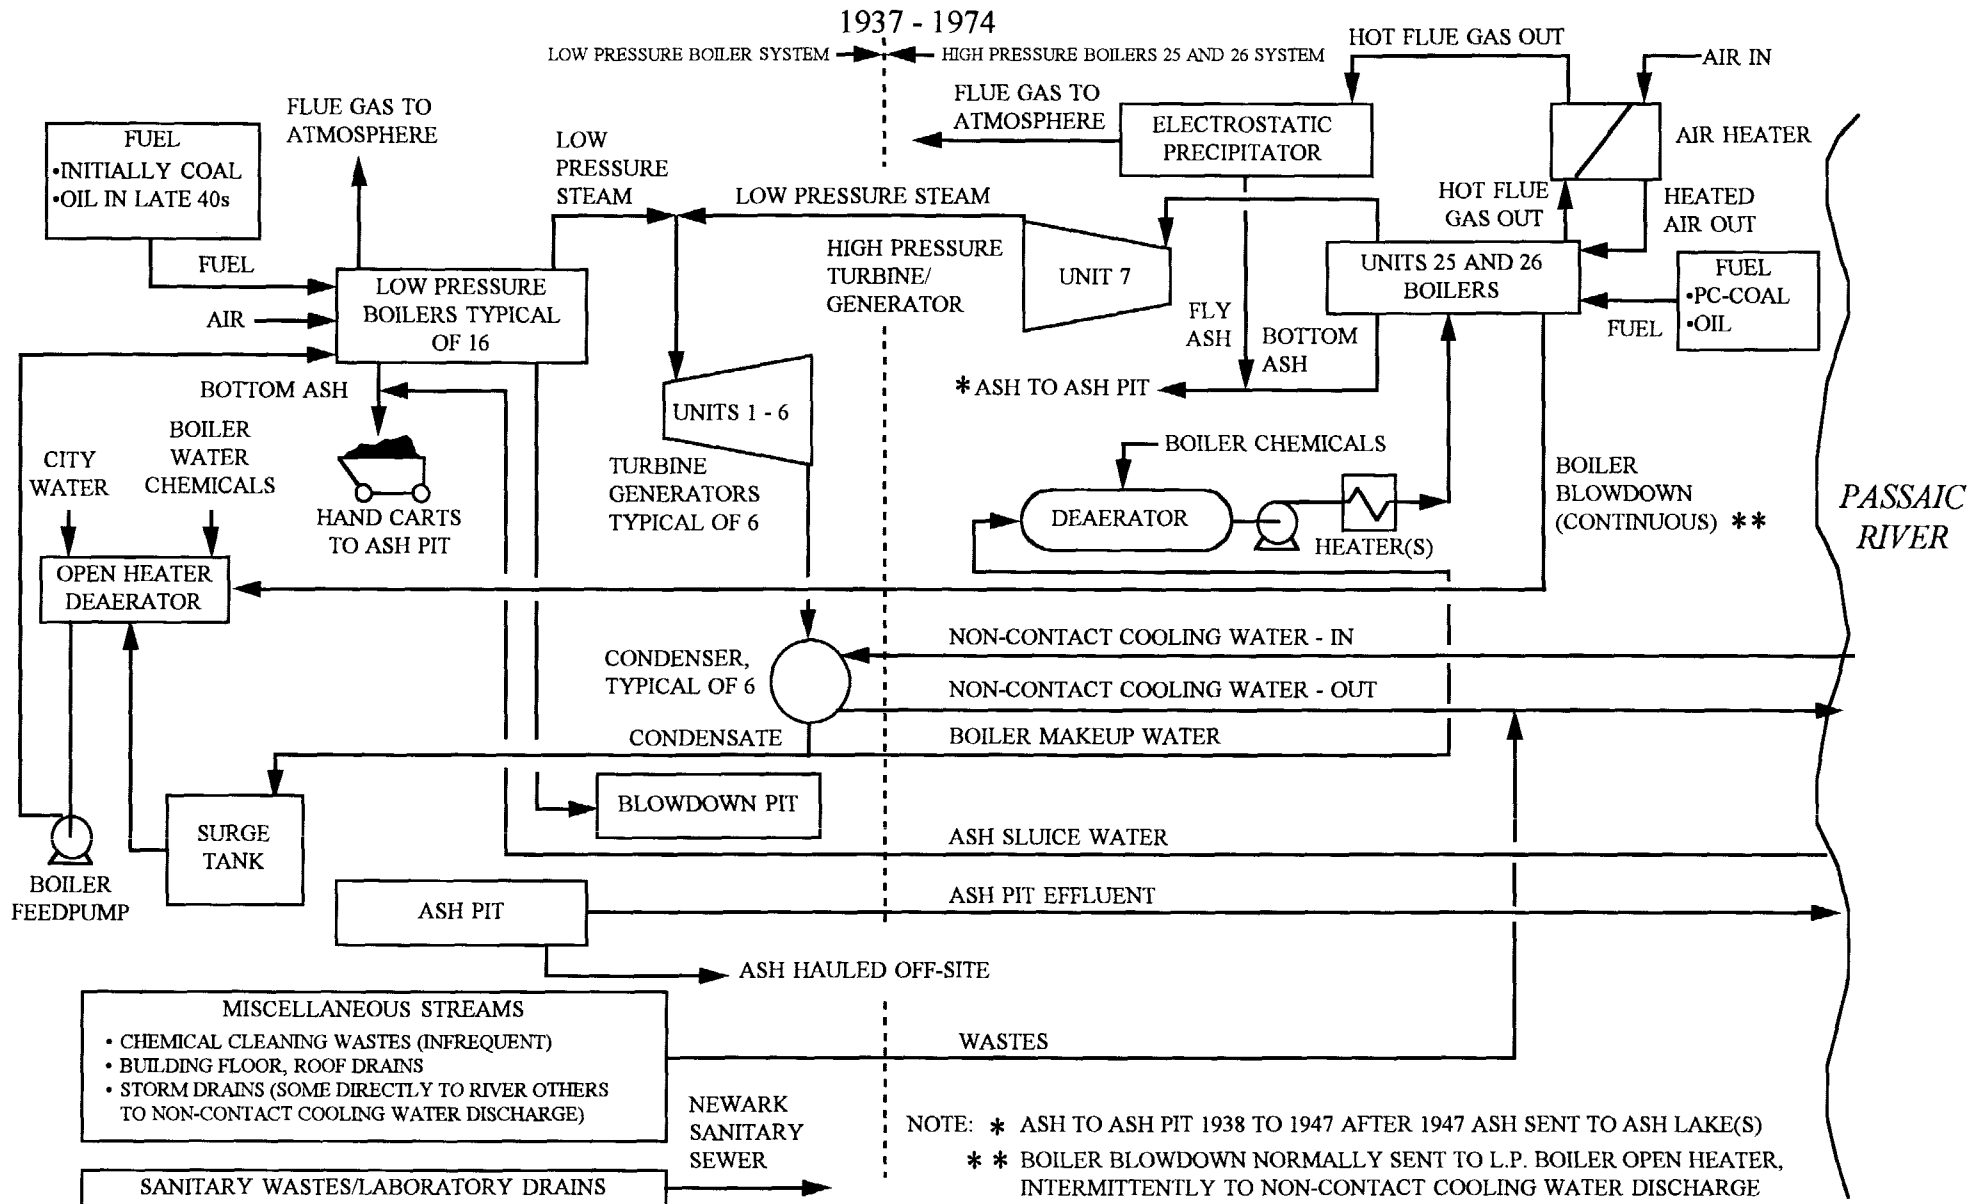 1937 - 1974
LOW PRESSURE BOILER SYSTEM
HIGH PRESSURE BOILERS 25 AND 26 SYSTEM
HOT FLUE GAS OUT
AIR IN
FUEL
•INITIALLY COAL
•OIL IN LATE 40s
FLUE GAS TO
ATMOSPHERE
LOW
PRESSURE
STEAM
FLUE GAS TO
ATMOSPHERE
ELECTROSTATIC
PRECIPITATOR
AIR HEATER
HOT FLUE
GAS OUT
HEATED
AIR OUT
LOW PRESSURE STEAM
FUEL
AIR
LOW PRESSURE
BOILERS TYPICAL
OF 16
HIGH PRESSURE
TURBINE/
GENERATOR
UNIT 7
UNITS 25 AND 26
BOILERS
FUEL
•PC-COAL
•OIL
FUEL
FLY
ASH
BOTTOM
ASH
*ASH TO ASH PIT
BOTTOM ASH
UNITS 1 - 6
CITY
WATER
BOILER
WATER
CHEMICALS
HAND CARTS
TO ASH PIT
TURBINE
GENERATORS
TYPICAL OF 6
BOILER CHEMICALS
DEAERATOR
HEATER(S)
BOILER
BLOWDOWN
(CONTINUOUS) **
PASSAIC
RIVER
OPEN HEATER
DEAERATOR
CONDENSER,
TYPICAL OF 6
NON-CONTACT COOLING WATER - IN
NON-CONTACT COOLING WATER - OUT
CONDENSATE
BOILER MAKEUP WATER
BLOWDOWN PIT
SURGE
TANK
ASH SLUICE WATER
BOILER
FEEDPUMP
ASH PIT
ASH PIT EFFLUENT
ASH HAULED OFF-SITE
MISCELLANEOUS STREAMS
• CHEMICAL CLEANING WASTES (INFREQUENT)
• BUILDING FLOOR, ROOF DRAINS
• STORM DRAINS (SOME DIRECTLY TO RIVER OTHERS
TO NON-CONTACT COOLING WATER DISCHARGE)
WASTES
NEWARK
SANITARY
SEWER
SANITARY WASTES/LABORATORY DRAINS
NOTE: * ASH TO ASH PIT 1938 TO 1947 AFTER 1947 ASH SENT TO ASH LAKE(S)
** BOILER BLOWDOWN NORMALLY SENT TO L.P. BOILER OPEN HEATER,
INTERMITTENTLY TO NON-CONTACT COOLING WATER DISCHARGE